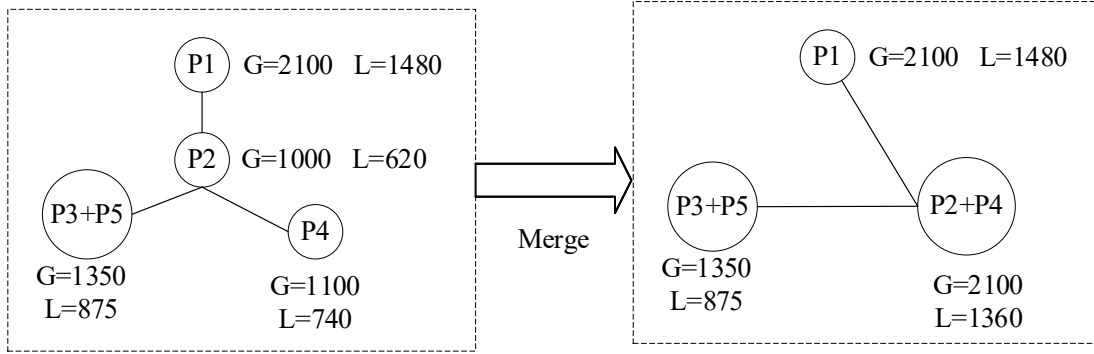 P1 G=2100 L=1480
P2 G=1000 L=620
P3+P5
P4
G=1350
L=875
G=1100
L=740
Merge
P1 G=2100 L=1480
P3+P5
P2+P4
G=1350
L=875
G=2100
L=1360